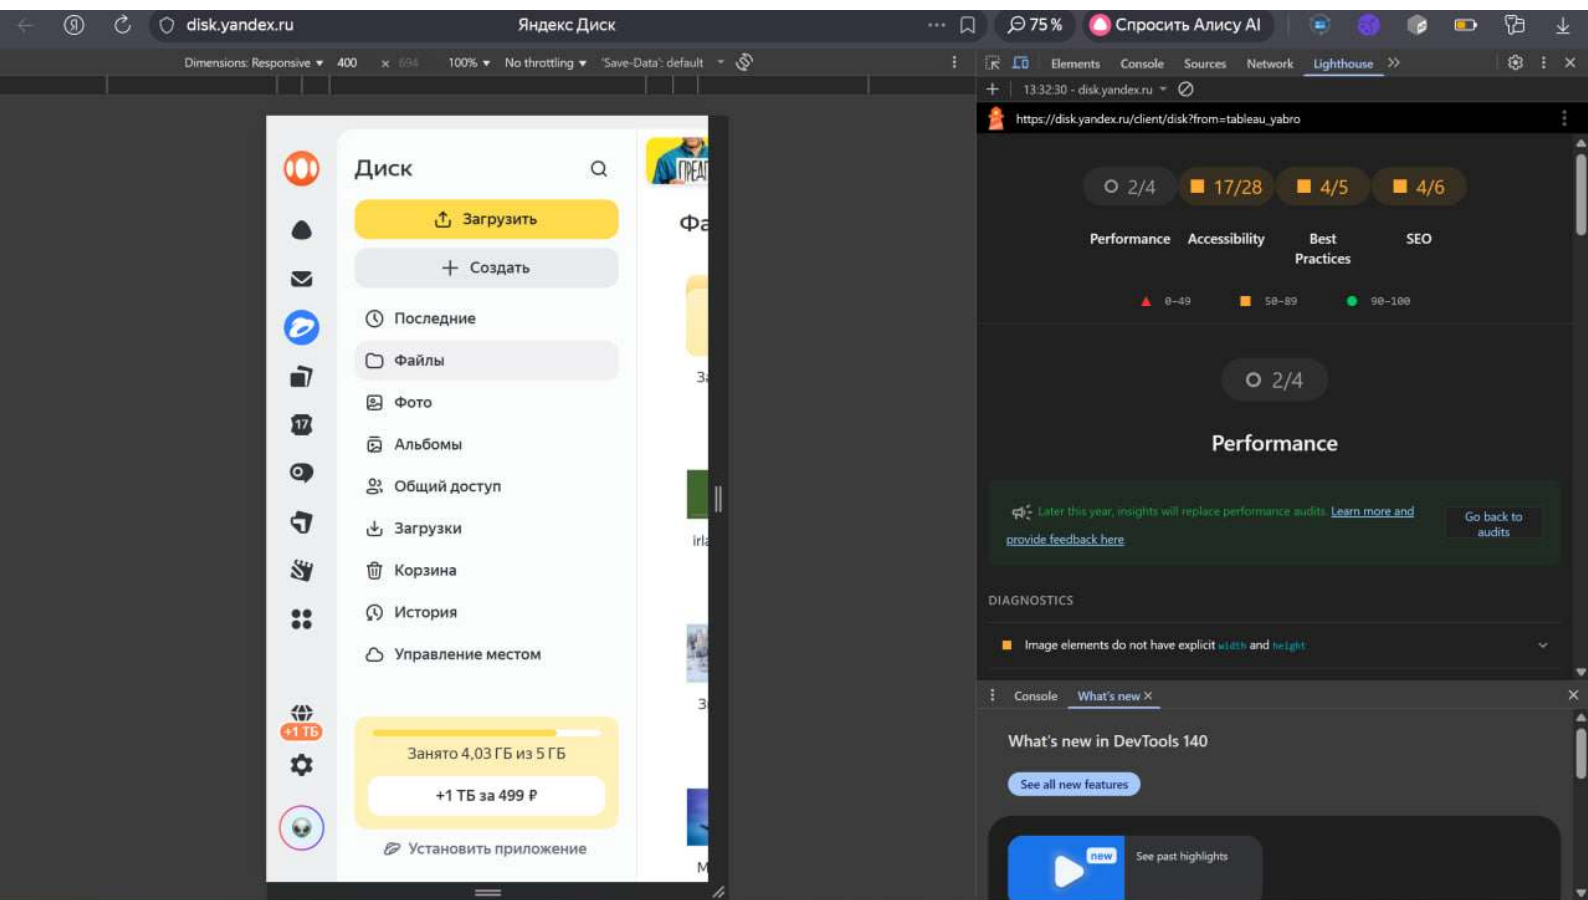 disk.yandex.ru
Яндекс Диск
75 %
Спросить Алису AI
Dimensions: Responsive
400 x 694
100%
No throttling
'Save-Data': default
Elements
Console
Sources
Network
Lighthouse
13:32:30 - disk.yandex.ru
https://disk.yandex.ru/client/disk?from=tableau_yabro
Диск
Загрузить
Создать
Последние
Файлы
Фото
Альбомы
17
Общий доступ
Загрузки
Корзина
История
Управление местом
+1 ТБ
Занято 4,03 ГБ из 5 ГБ
+1 ТБ за 499 ₽
Установить приложение
Фа
За
irla
З
М
2/4
17/28
4/5
4/6
Performance
Accessibility
Best
Practices
SEO
0–49
50–89
90–100
2/4
Performance
Later this year, insights will replace performance audits. Learn more and
provide feedback here
Go back to
audits
DIAGNOSTICS
Image elements do not have explicit width and height
Console
What's new
What's new in DevTools 140
See all new features
new
See past highlights